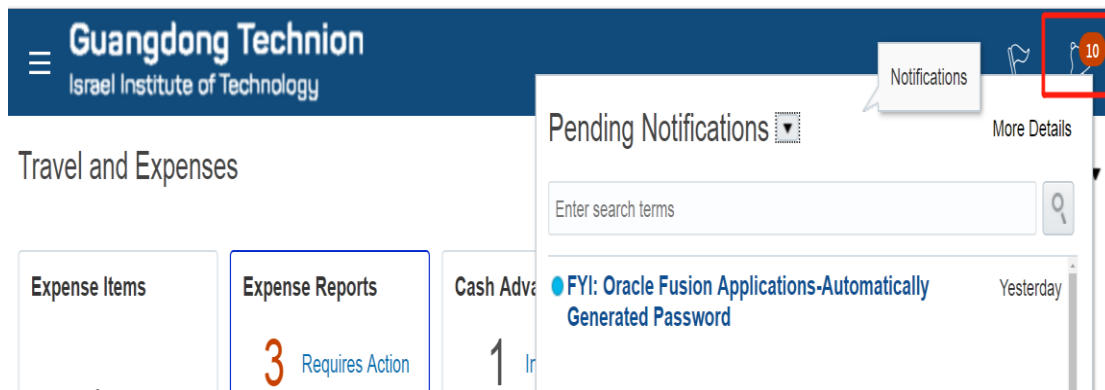 Guangdong Technion
Israel Institute of Technology
10
Notifications
Pending Notifications
More Details
Travel and Expenses
Enter search terms
Expense Items
Expense Reports
Cash Adva
FYI: Oracle Fusion Applications-Automatically
Generated Password
Yesterday
3 Requires Action
1